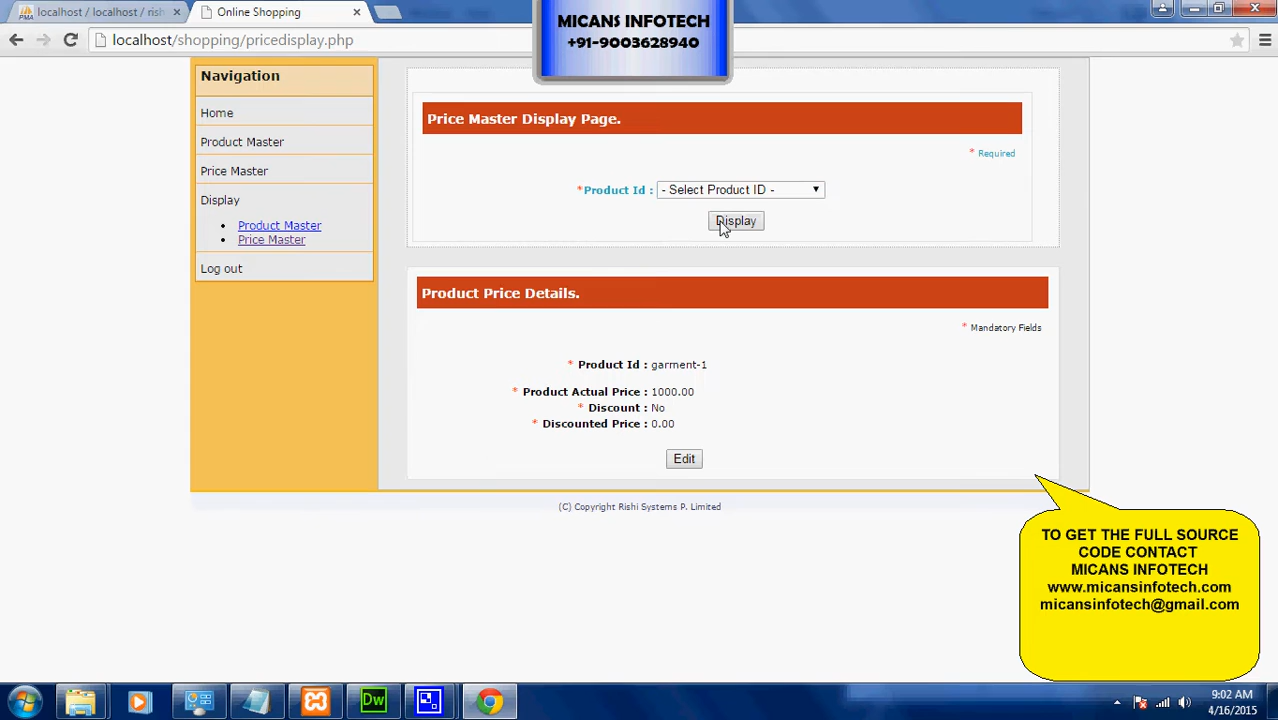 localhost / localhost / rish
Online Shopping
MICANS INFOTECH
+91-9003628940
localhost/shopping/pricedisplay.php
Navigation
Home
Product Master
Price Master
Display
Product Master
Price Master
Log out
Price Master Display Page.
* Required
*Product Id :
- Select Product ID -
Display
Product Price Details.
* Mandatory Fields
* Product Id : garment-1
* Product Actual Price : 1000.00
* Discount : No
* Discounted Price : 0.00
Edit
(C) Copyright Rishi Systems P. Limited
TO GET THE FULL SOURCE
CODE CONTACT
MICANS INFOTECH
www.micansinfotech.com
micansinfotech@gmail.com
Dw
9:02 AM
4/16/2015